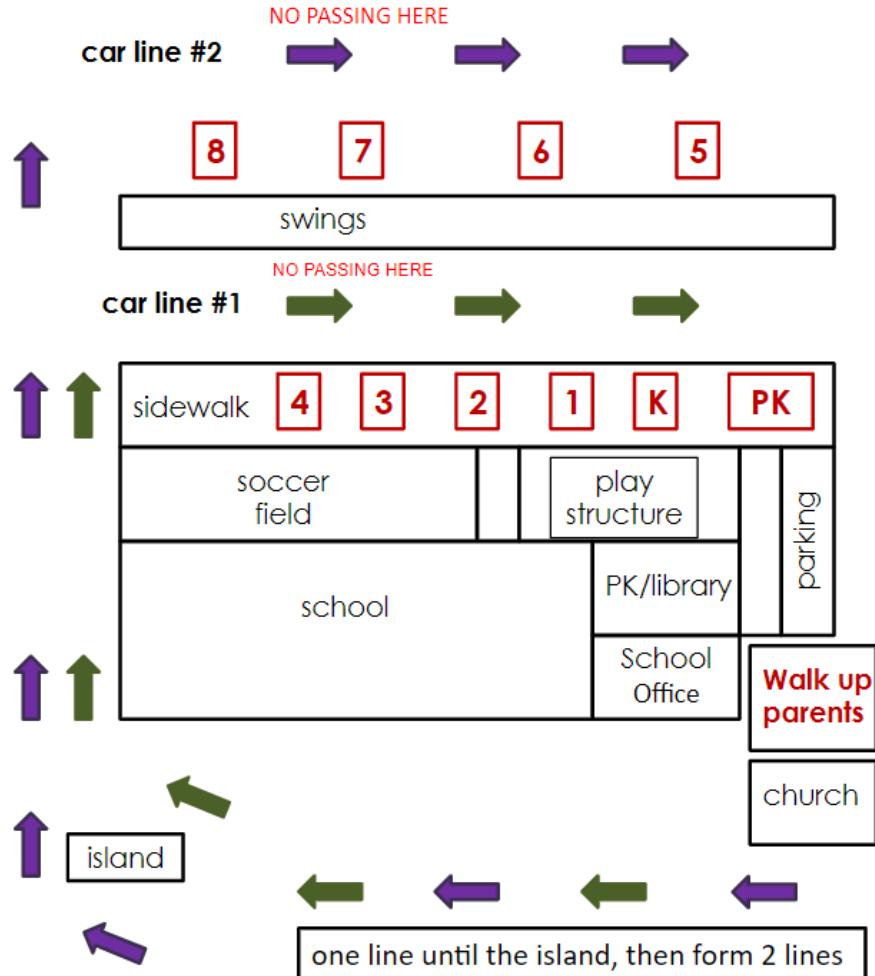 NO PASSING HERE
car line #2
8 7 6 5
swings
NO PASSING HERE
car line #1
sidewalk 4 3 2 1 K PK
soccer
field
play
structure
parking
school
PK/library
School
Office
Walk up
parents
church
island
one line until the island, then form 2 lines